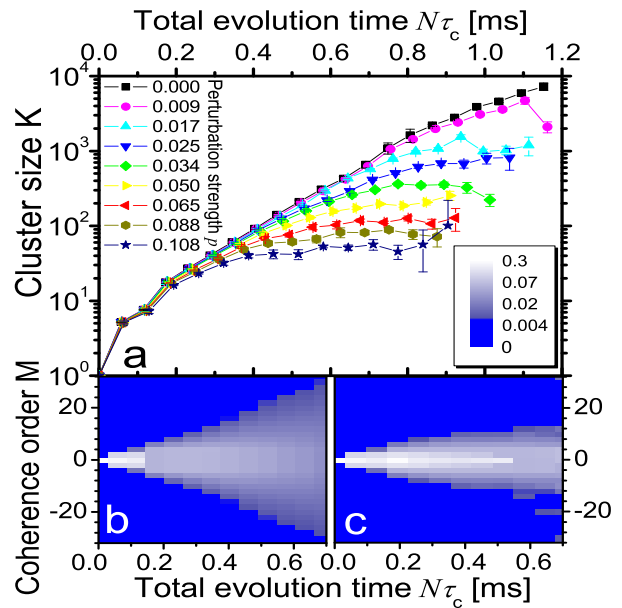 Total evolution time Nτc [ms]
0.0 0.2 0.4 0.6 0.8 1.0 1.2
Cluster size K
10^4
10^3
10^2
10^1
10^0
0.000
0.009
0.017
0.025
0.034
0.050
0.065
0.088
0.108
Perturbation strength p
0.3
0.07
0.02
0.004
0
a
Coherence order M
20
0
-20
b
c
20
0
-20
0.0 0.2 0.4 0.6 0.0 0.2 0.4 0.6
Total evolution time Nτc [ms]